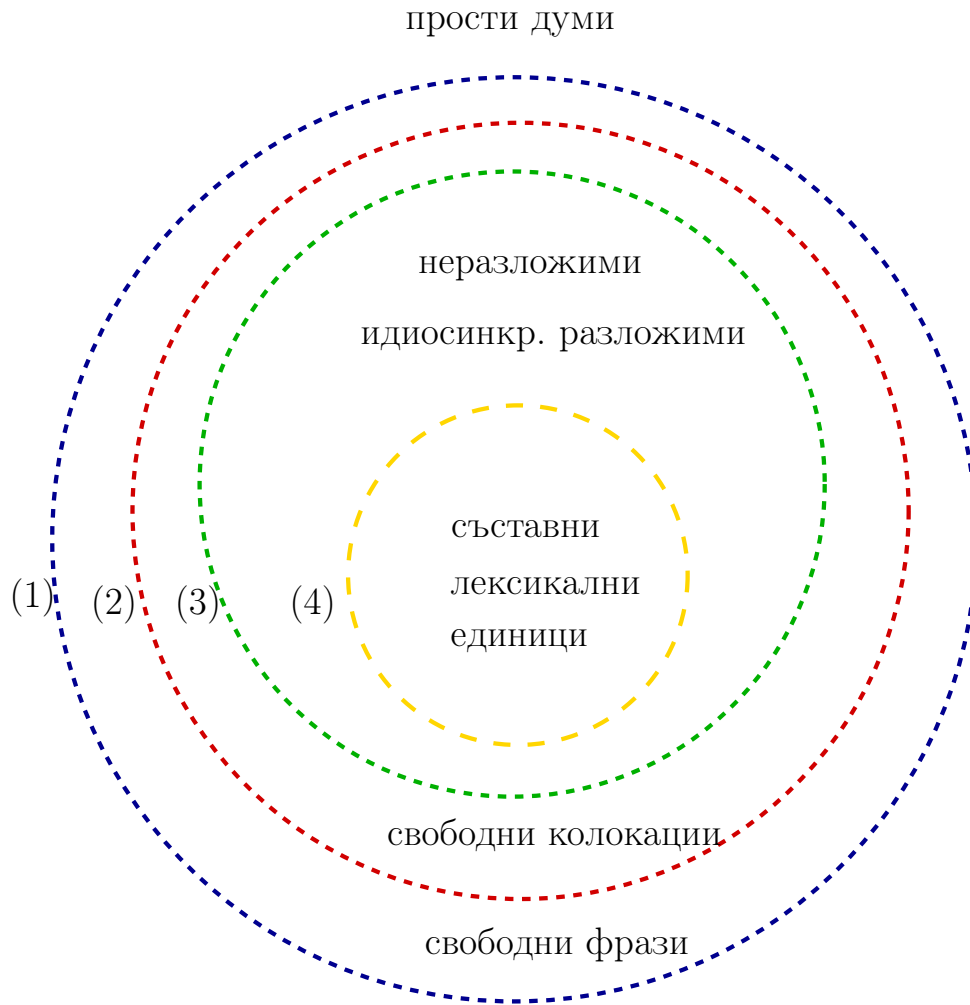 прости думи
неразложими
идиосинкр. разложими
съставни
лексикални
единици
(1) (2) (3) (4)
свободни колокации
свободни фрази